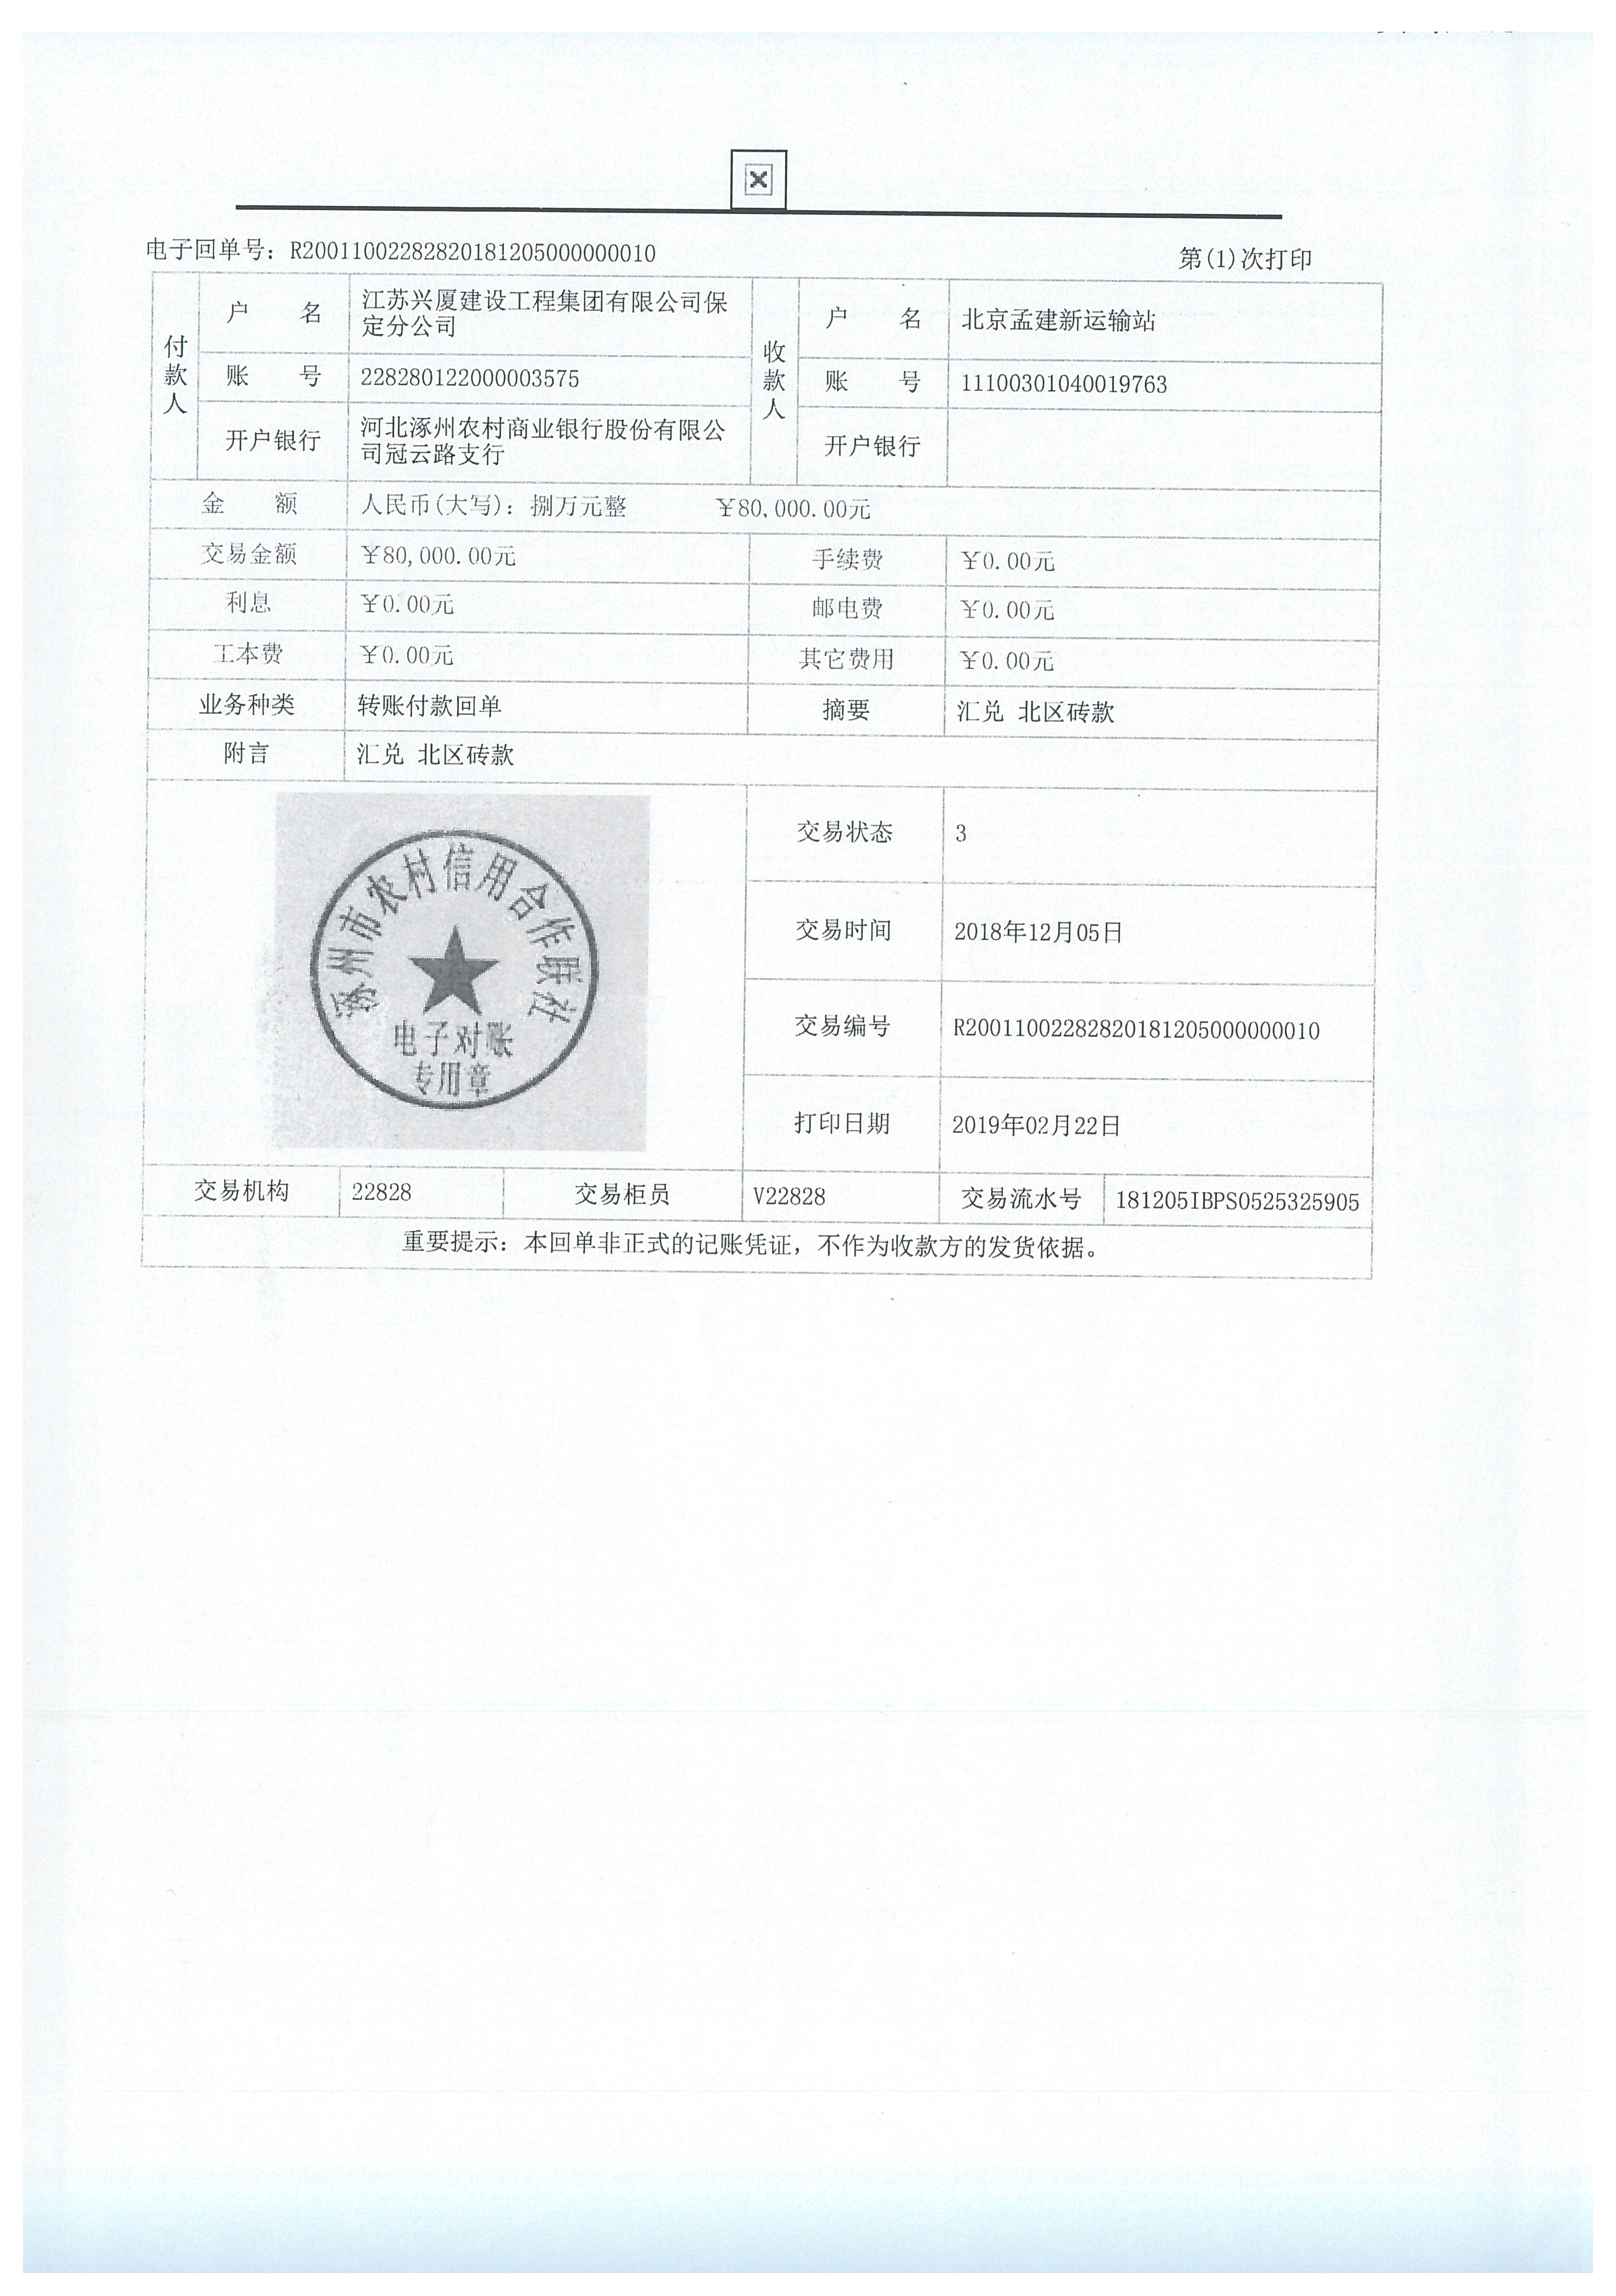 电子回单号：R2001100228282018120500000​0010
第(1)次打印
付款人
户 名
江苏兴厦建设工程集团有限公司保
定分公司
收款人
户 名
北京孟建新运输站
账 号
228280122000003575
账 号
11100301040019763
开户银行
河北涿州农村商业银行股份有限公
司冠云路支行
开户银行
金 额
人民币(大写)：捌万元整 ￥80,000.00元
交易金额
￥80,000.00元
手续费
￥0.00元
利息
￥0.00元
邮电费
￥0.00元
工本费
￥0.00元
其它费用
￥0.00元
业务种类
转账付款回单
摘要
汇兑 北区砖款
附言
汇兑 北区砖款
涿州市农村信用合作联社
电子对账
专用章
交易状态
3
交易时间
2018年12月05日
交易编号
R20011002282820181205000000010
打印日期
2019年02月22日
交易机构
22828
交易柜员
V22828
交易流水号
181205IBPS0525325905
重要提示：本回单非正式的记账凭证，不作为收款方的发货依据。